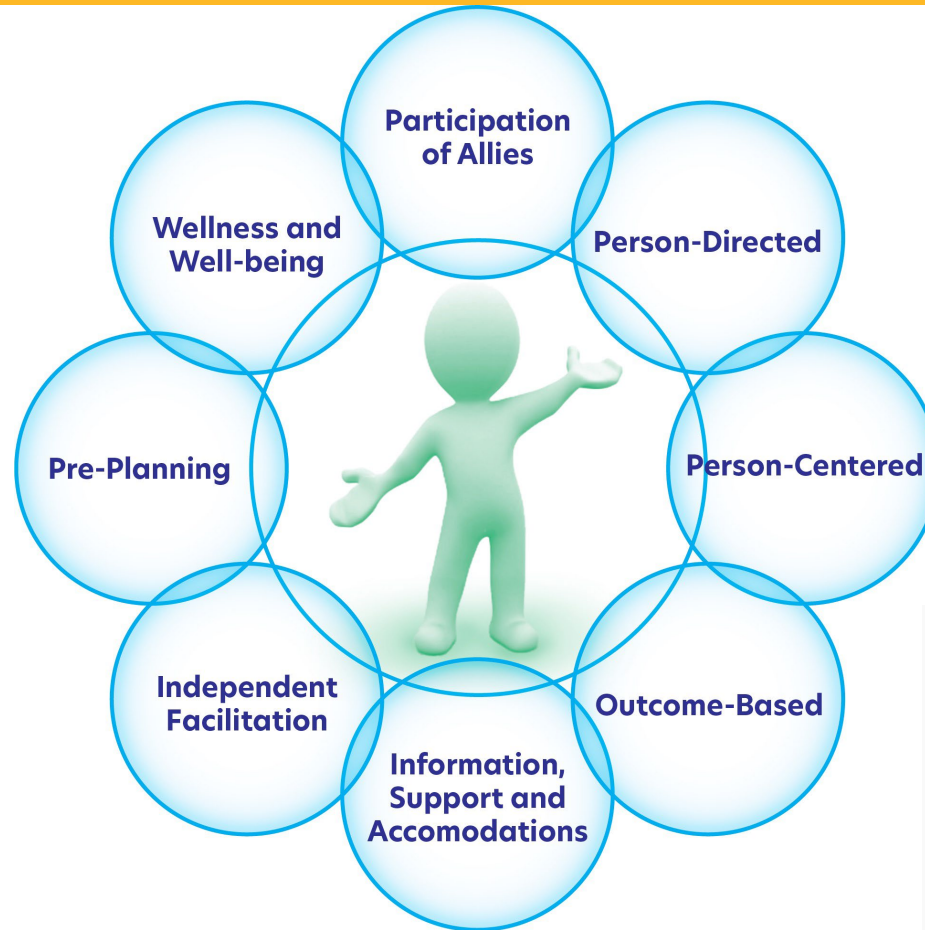 Participation
of Allies
Person-Directed
Person-Centered
Outcome-Based
Information,
Support and
Accomodations
Independent
Facilitation
Pre-Planning
Wellness and
Well-being